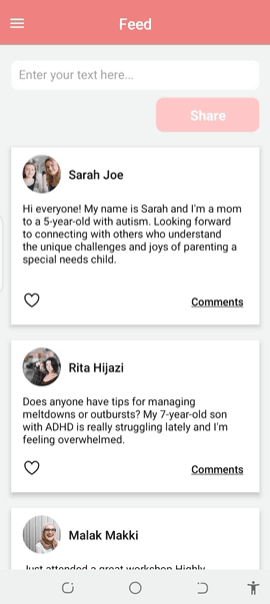 Feed
Enter your text here...
Share
Sarah Joe
Hi everyone! My name is Sarah and I'm a mom
to a 5-year-old with autism. Looking forward
to connecting with others who understand
the unique challenges and joys of parenting a
special needs child.
Comments
Rita Hijazi
Does anyone have tips for managing
meltdowns or outbursts? My 7-year-old son
with ADHD is really struggling lately and I'm
feeling overwhelmed.
Comments
Malak Makki
Just attended a great workshop Highly